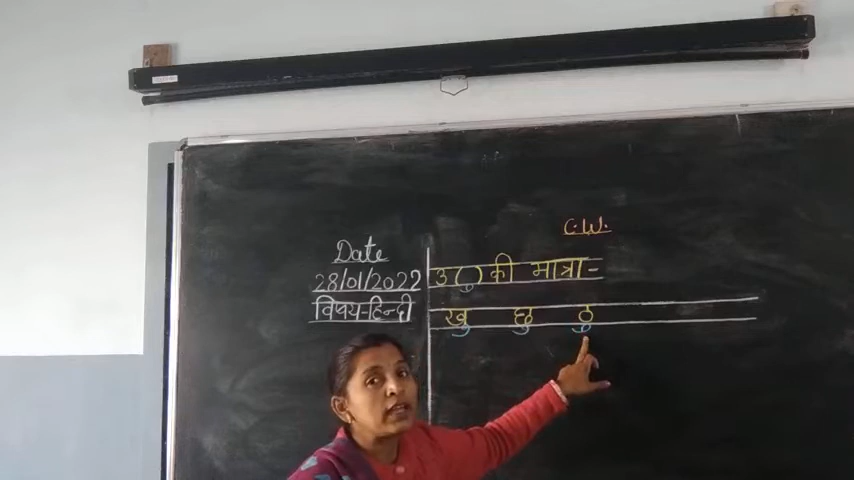 C.W.
Date
28/01/2022
उ ( ु ) की मात्रा-
विषय-हिन्दी
खु छु ठु